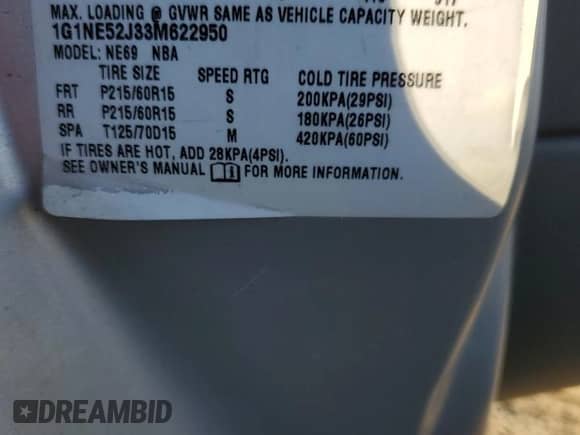 MAX. LOADING @ GVWR SAME AS VEHICLE CAPACITY WEIGHT.
1G1NE52J33M622950
MODEL: NE69 NBA
TIRE SIZE SPEED RTG COLD TIRE PRESSURE
FRT P215/60R15 S 200KPA(29PSI)
RR P215/60R15 S 180KPA(26PSI)
SPA T125/70D15 M 420KPA(60PSI)
IF TIRES ARE HOT, ADD 28KPA(4PSI).
SEE OWNER'S MANUAL FOR MORE INFORMATION.
DREAMBID